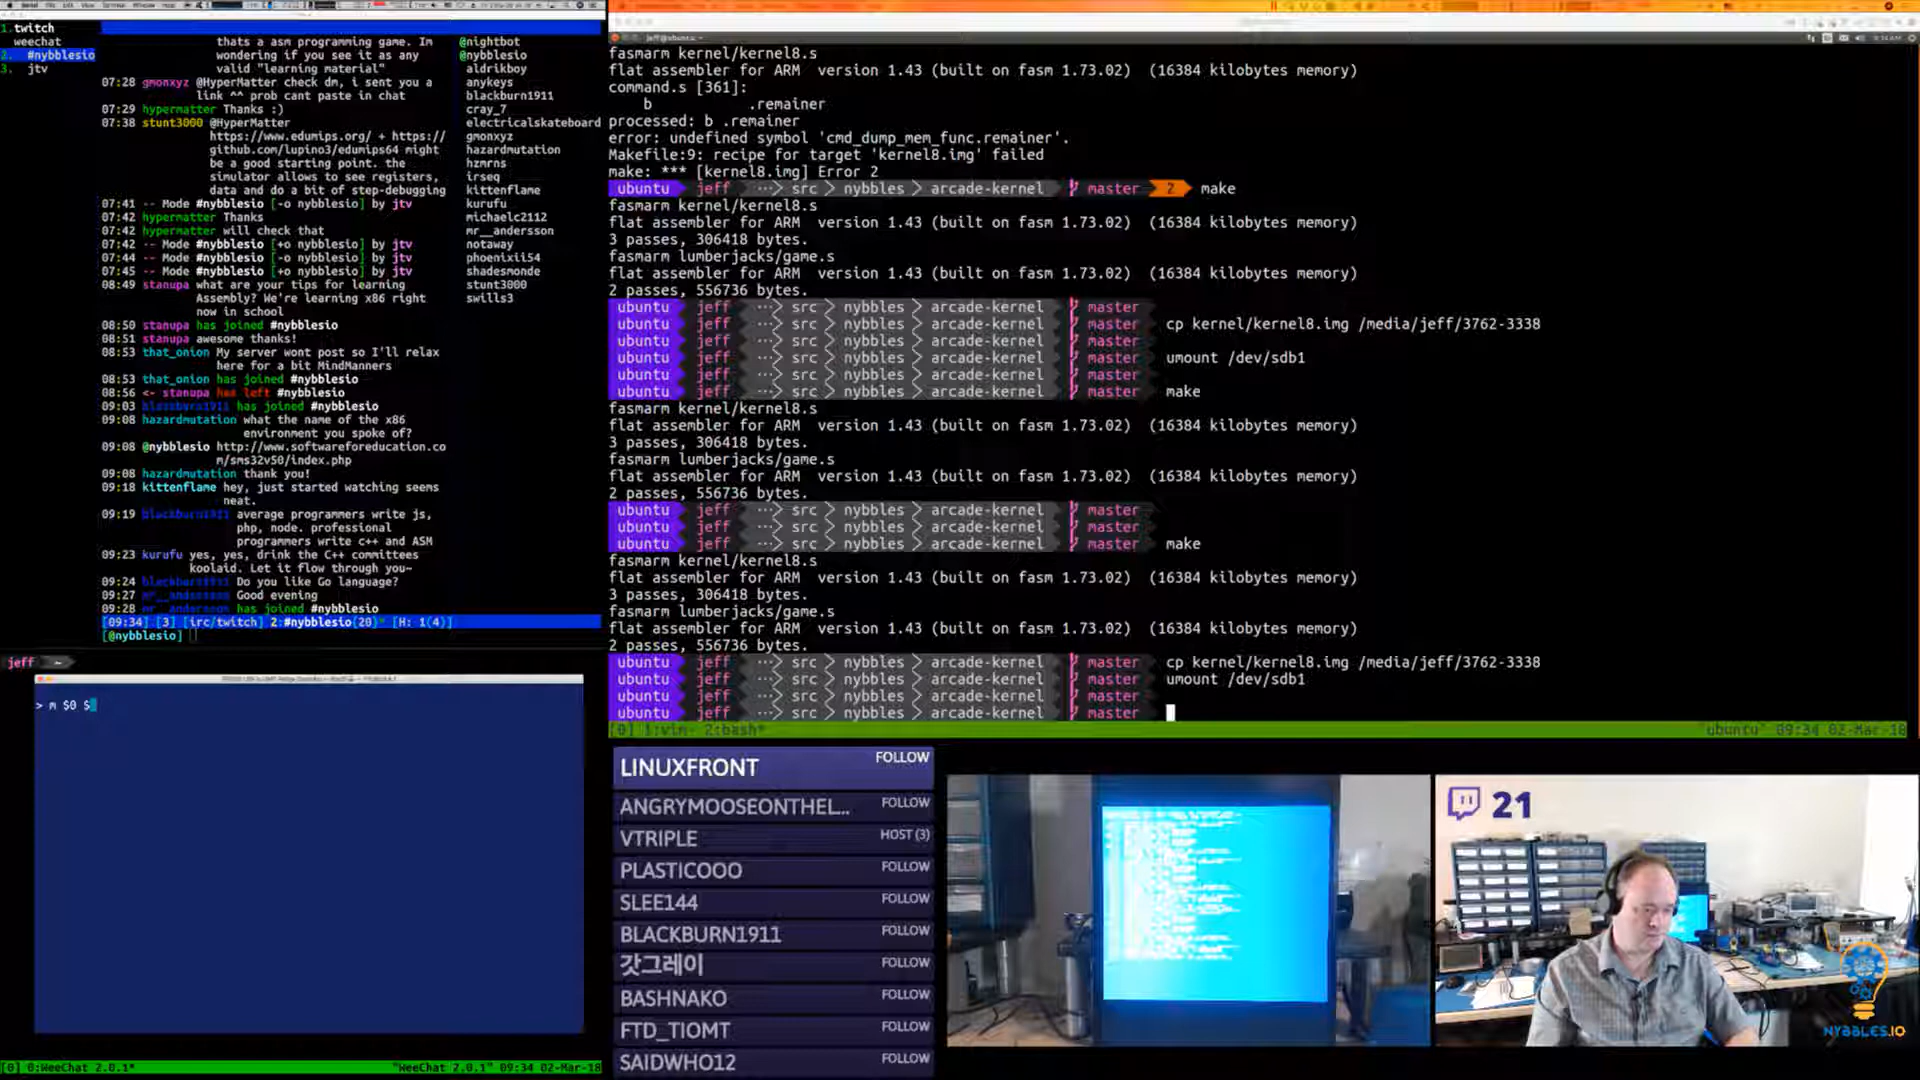 1.twitch
weechat
2. #nybblesio
3. jtv
thats a asm programming game. Im
wondering if you see it as any
valid "learning material"
07:28 gmonxyz @HyperMatter check dm, i sent you a
link ^^ prob cant paste in chat
07:29 hypermatter Thanks :)
07:38 stunt3000 @HyperMatter
https://www.edumips.org/ + https://
github.com/lupino3/edumips64 might
be a good starting point. the
simulator allows to see registers,
data and do a bit of step-debugging
07:41 -- Mode #nybblesio [-o nybblesio] by jtv
07:42 hypermatter Thanks
07:42 hypermatter will check that
07:42 -- Mode #nybblesio [+o nybblesio] by jtv
07:44 -- Mode #nybblesio [-o nybblesio] by jtv
07:45 -- Mode #nybblesio [+o nybblesio] by jtv
08:49 stanupa what are your tips for learning
Assembly? We're learning x86 right
now in school
08:50 stanupa has joined #nybblesio
08:51 stanupa awesome thanks!
08:53 that_onion My server wont post so I'll relax
here for a bit MindManners
08:53 that_onion has joined #nybblesio
08:56 <- stanupa has left #nybblesio
09:03 blackburn1911 has joined #nybblesio
09:08 hazardmutation what the name of the x86
environment you spoke of?
09:08 @nybblesio http://www.softwareforeducation.co
m/sms32v50/index.php
09:08 hazardmutation thank you!
09:18 kittenflame hey, just started watching seems
neat.
09:19 blackburn1911 average programmers write js,
php, node. professional
programmers write c++ and ASM
09:23 kurufu yes, yes, drink the C++ committees
koolaid. Let it flow through you~
09:24 blackburn1911 Do you like Go language?
09:27 mr__andersson Good evening
09:28 mr__andersson has joined #nybblesio
[09:34] [3] [irc/twitch] 2:#nybblesio(20)* [H: 1(4)]
[@nybblesio]
@nightbot
@nybblesio
aldrikboy
anykeys
blackburn1911
cray_7
electricalskateboard
gmonxyz
hazardmutation
hzmrns
irseq
kittenflame
kurufu
michaelc2112
mr__andersson
notaway
phoenixii54
shadesmonde
stunt3000
swills3
jeff ~
> m $0 $
[0] 0:WeeChat 2.0.1* "WeeChat 2.0.1" 09:34 02-Mar-18
fasmarm kernel/kernel8.s
flat assembler for ARM version 1.43 (built on fasm 1.73.02) (16384 kilobytes memory)
command.s [361]:
b .remainer
processed: b .remainer
error: undefined symbol 'cmd_dump_mem_func.remainer'.
Makefile:9: recipe for target 'kernel8.img' failed
make: *** [kernel8.img] Error 2
ubuntu jeff ··· src nybbles arcade-kernel master 2 make
fasmarm kernel/kernel8.s
flat assembler for ARM version 1.43 (built on fasm 1.73.02) (16384 kilobytes memory)
3 passes, 306418 bytes.
fasmarm lumberjacks/game.s
flat assembler for ARM version 1.43 (built on fasm 1.73.02) (16384 kilobytes memory)
2 passes, 556736 bytes.
ubuntu jeff ··· src nybbles arcade-kernel master
ubuntu jeff ··· src nybbles arcade-kernel master cp kernel/kernel8.img /media/jeff/3762-3338
ubuntu jeff ··· src nybbles arcade-kernel master
ubuntu jeff ··· src nybbles arcade-kernel master umount /dev/sdb1
ubuntu jeff ··· src nybbles arcade-kernel master
ubuntu jeff ··· src nybbles arcade-kernel master make
fasmarm kernel/kernel8.s
flat assembler for ARM version 1.43 (built on fasm 1.73.02) (16384 kilobytes memory)
3 passes, 306418 bytes.
fasmarm lumberjacks/game.s
flat assembler for ARM version 1.43 (built on fasm 1.73.02) (16384 kilobytes memory)
2 passes, 556736 bytes.
ubuntu jeff ··· src nybbles arcade-kernel master
ubuntu jeff ··· src nybbles arcade-kernel master
ubuntu jeff ··· src nybbles arcade-kernel master make
fasmarm kernel/kernel8.s
flat assembler for ARM version 1.43 (built on fasm 1.73.02) (16384 kilobytes memory)
3 passes, 306418 bytes.
fasmarm lumberjacks/game.s
flat assembler for ARM version 1.43 (built on fasm 1.73.02) (16384 kilobytes memory)
2 passes, 556736 bytes.
ubuntu jeff ··· src nybbles arcade-kernel master cp kernel/kernel8.img /media/jeff/3762-3338
ubuntu jeff ··· src nybbles arcade-kernel master umount /dev/sdb1
ubuntu jeff ··· src nybbles arcade-kernel master
ubuntu jeff ··· src nybbles arcade-kernel master
[0] 1:vim- 2:bash* "ubuntu" 09:34 02-Mar-18
LINUXFRONT FOLLOW
ANGRYMOOSEONTHEL... FOLLOW
VTRIPLE HOST (3)
PLASTICOOO FOLLOW
SLEE144 FOLLOW
BLACKBURN1911 FOLLOW
갓그레이 FOLLOW
BASHNAKO FOLLOW
FTD_TIOMT FOLLOW
SAIDWHO12 FOLLOW
21
NYBBLES.IO